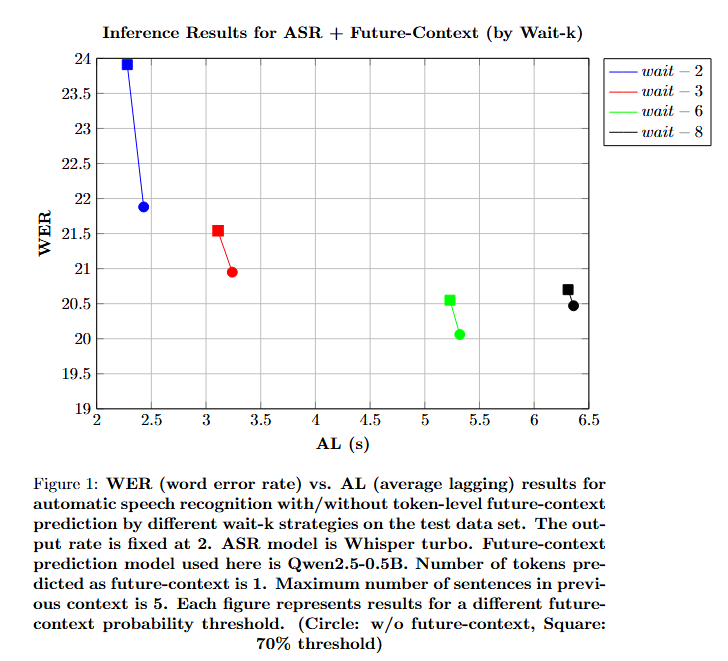 Inference Results for ASR + Future-Context (by Wait-k)
24
23.5
23
22.5
22
21.5
21
20.5
20
19.5
19
WER
2 2.5 3 3.5 4 4.5 5 5.5 6 6.5
AL (s)
wait − 2
wait − 3
wait − 6
wait − 8
Figure 1: WER (word error rate) vs. AL (average lagging) results for
automatic speech recognition with/without token-level future-context
prediction by different wait-k strategies on the test data set. The out-
put rate is fixed at 2. ASR model is Whisper turbo. Future-context
prediction model used here is Qwen2.5-0.5B. Number of tokens pre-
dicted as future-context is 1. Maximum number of sentences in previ-
ous context is 5. Each figure represents results for a different future-
context probability threshold. (Circle: w/o future-context, Square:
70% threshold)